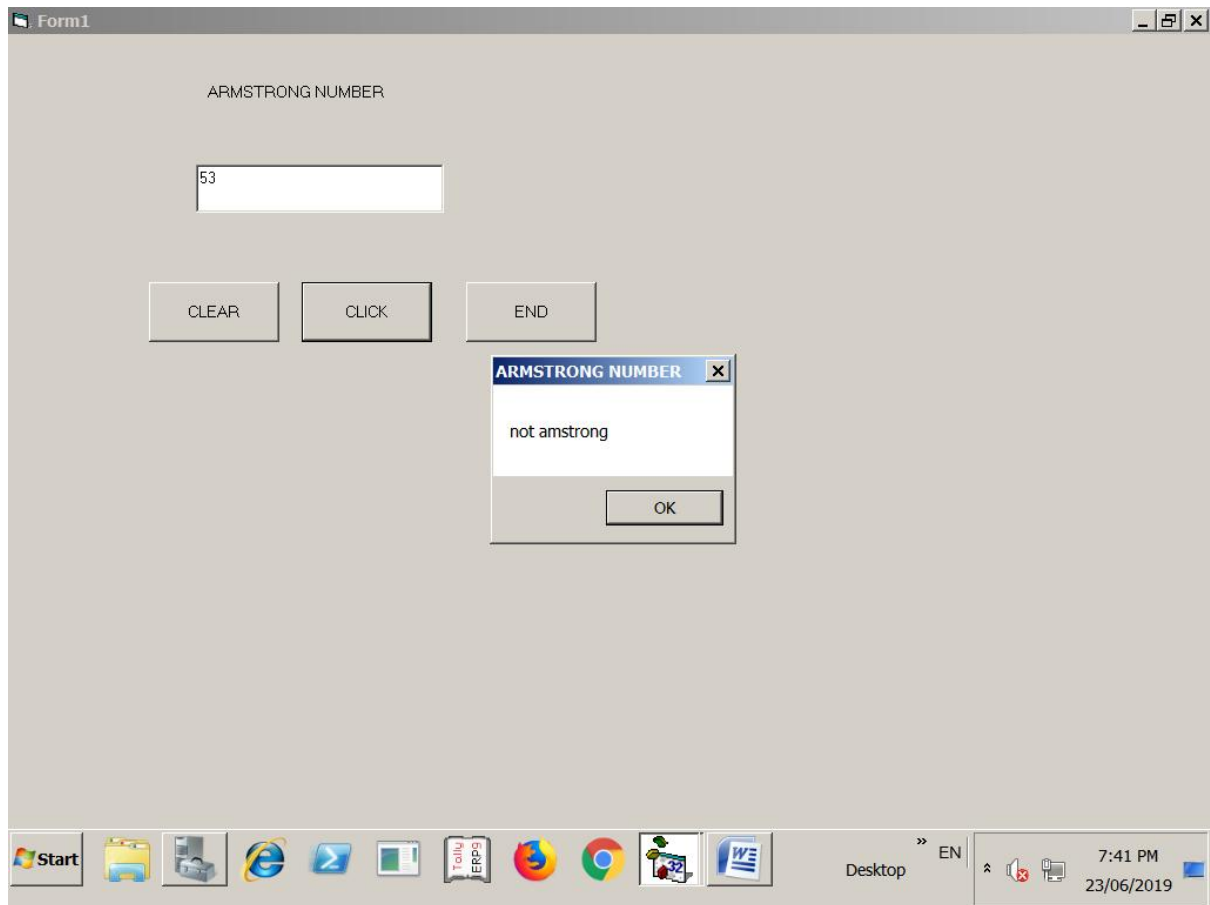 Form1
ARMSTRONG NUMBER
53
CLEAR CLICK END
ARMSTRONG NUMBER
not amstrong
OK
Start
Tally
ERP9
32
W
Desktop
»
EN
7:41 PM
23/06/2019